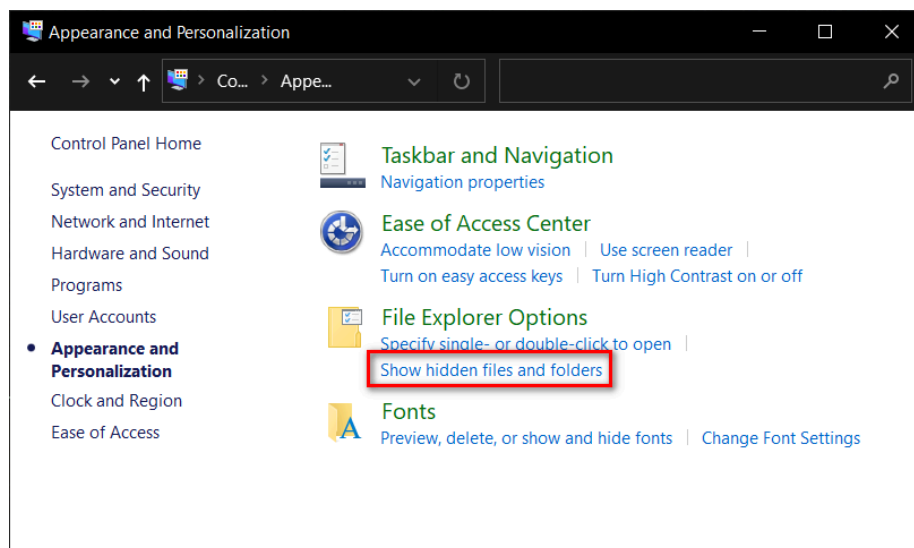 Appearance and Personalization
Co... Appe...
Control Panel Home
System and Security
Network and Internet
Hardware and Sound
Programs
User Accounts
Appearance and
Personalization
Clock and Region
Ease of Access
Taskbar and Navigation
Navigation properties
Ease of Access Center
Accommodate low vision | Use screen reader |
Turn on easy access keys | Turn High Contrast on or off
File Explorer Options
Specify single- or double-click to open |
Show hidden files and folders
Fonts
Preview, delete, or show and hide fonts | Change Font Settings